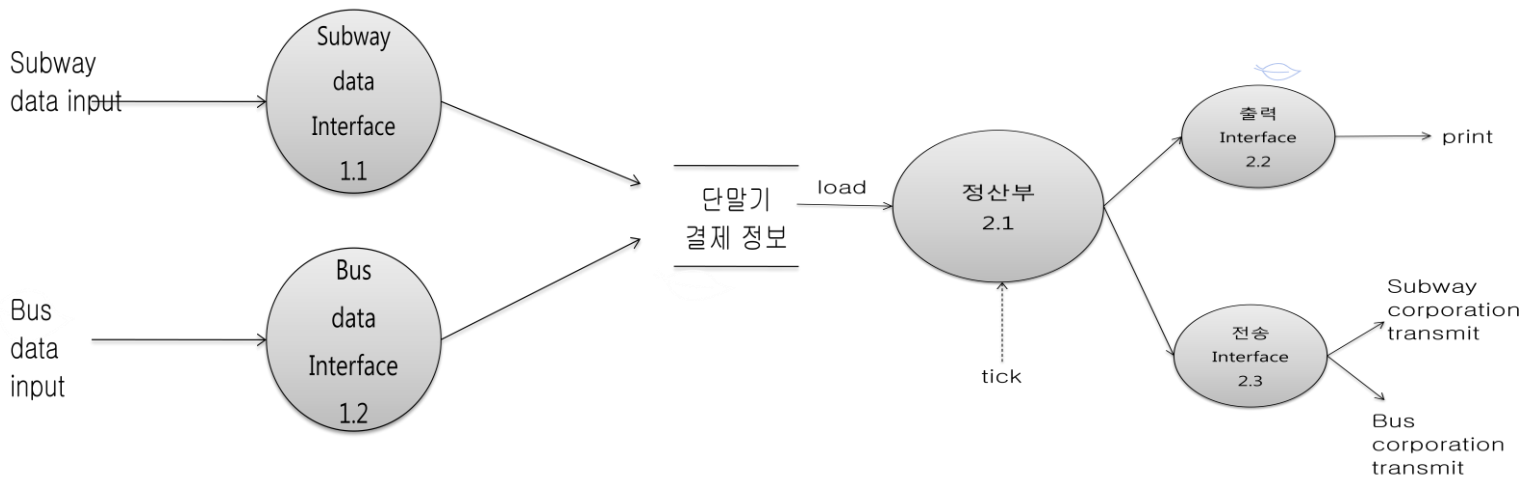 Subway
data input
Subway
data
Interface
1.1
Bus
data
input
Bus
data
Interface
1.2
단말기
결제 정보
load
정산부
2.1
tick
출력
Interface
2.2
print
전송
Interface
2.3
Subway
corporation
transmit
Bus
corporation
transmit